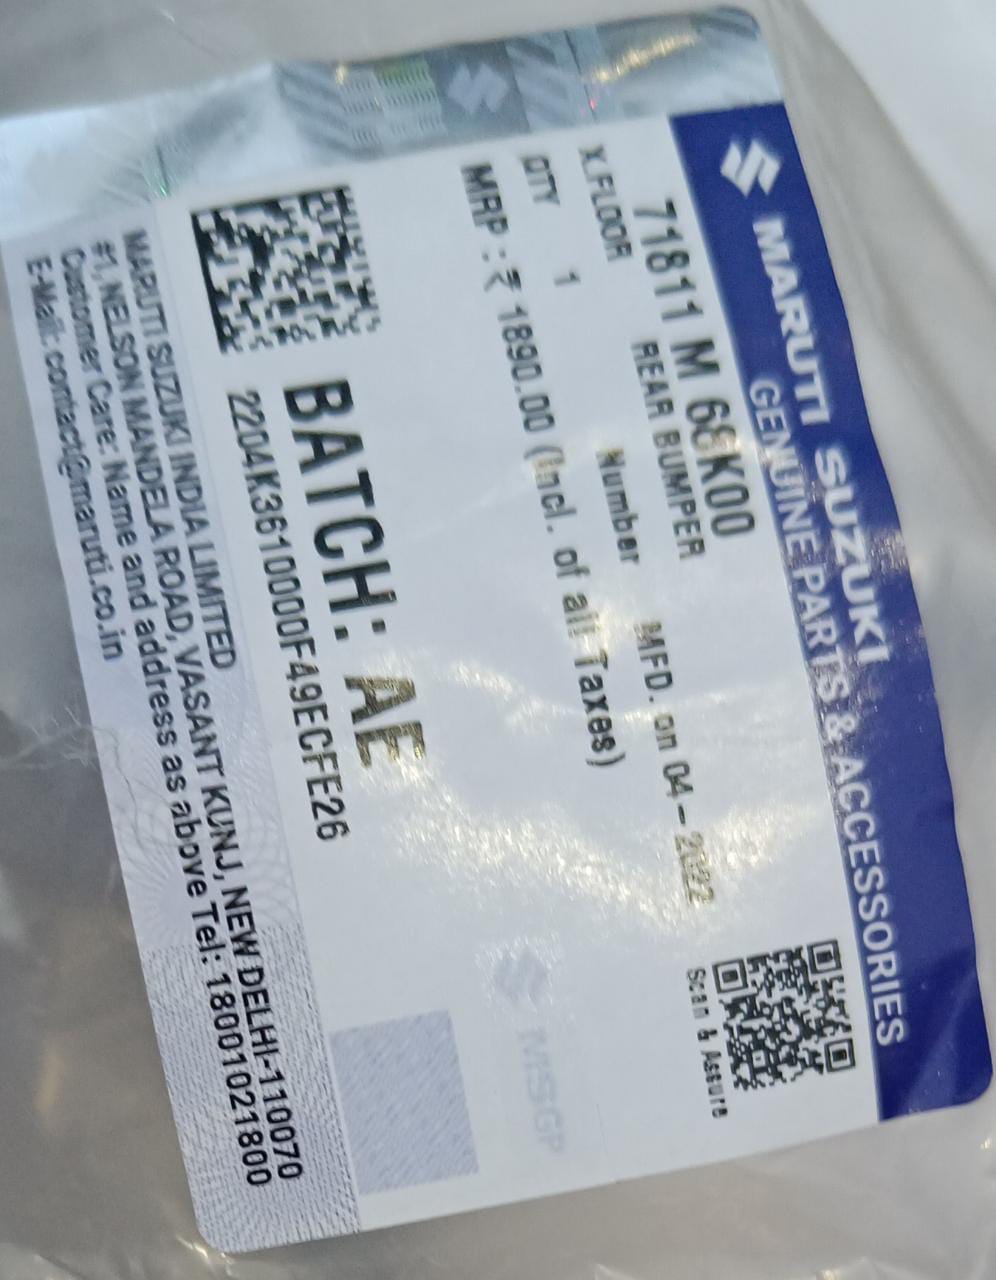 MARUTI SUZUKI
GENUINE PARTS & ACCESSORIES
71811 M 68K00
X.FLOOR REAR BUMPER
QTY 1 Number MFD. on 04-2022
MRP : ₹ 1890.00 (Incl. of all Taxes)
Scan & Assure
MSGP
BATCH: AE
2204K3610000F49ECFE26
MARUTI SUZUKI INDIA LIMITED
#1, NELSON MANDELA ROAD, VASANT KUNJ, NEW DELHI-110070
Customer Care: Name and address as above Tel: 18001021800
E-Mail: contact@maruti.co.in